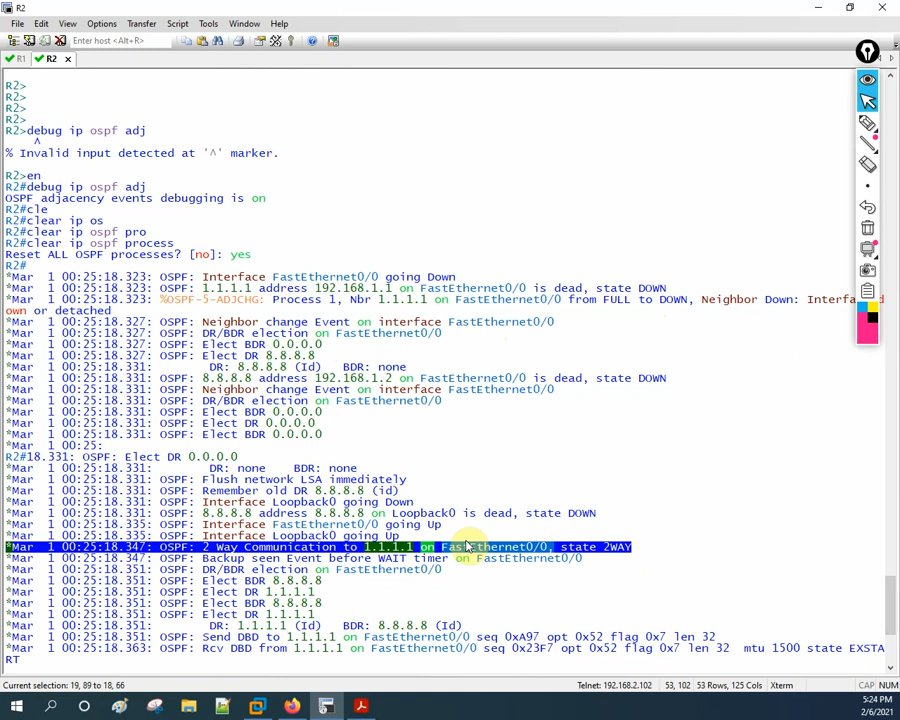 R2
File Edit View Options Transfer Script Tools Window Help
Enter host <Alt+R>
R1 R2 ×
R2>
R2>
R2>
R2>
R2>debug ip ospf adj
^
% Invalid input detected at '^' marker.
R2>en
R2#debug ip ospf adj
OSPF adjacency events debugging is on
R2#cle
R2#clear ip os
R2#clear ip ospf pro
R2#clear ip ospf process
Reset ALL OSPF processes? [no]: yes
R2#
*Mar  1 00:25:18.323: OSPF: Interface FastEthernet0/0 going Down
*Mar  1 00:25:18.323: OSPF: 1.1.1.1 address 192.168.1.1 on FastEthernet0/0 is dead, state DOWN
*Mar  1 00:25:18.323: %OSPF-5-ADJCHG: Process 1, Nbr 1.1.1.1 on FastEthernet0/0 from FULL to DOWN, Neighbor Down: Interfa d
own or detached
*Mar  1 00:25:18.327: OSPF: Neighbor change Event on interface FastEthernet0/0
*Mar  1 00:25:18.327: OSPF: DR/BDR election on FastEthernet0/0
*Mar  1 00:25:18.327: OSPF: Elect BDR 0.0.0.0
*Mar  1 00:25:18.327: OSPF: Elect DR 8.8.8.8
*Mar  1 00:25:18.331:        DR: 8.8.8.8 (Id)   BDR: none
*Mar  1 00:25:18.331: OSPF: 8.8.8.8 address 192.168.1.2 on FastEthernet0/0 is dead, state DOWN
*Mar  1 00:25:18.331: OSPF: Neighbor change Event on interface FastEthernet0/0
*Mar  1 00:25:18.331: OSPF: DR/BDR election on FastEthernet0/0
*Mar  1 00:25:18.331: OSPF: Elect BDR 0.0.0.0
*Mar  1 00:25:18.331: OSPF: Elect DR 0.0.0.0
*Mar  1 00:25:18.331: OSPF: Elect BDR 0.0.0.0
*Mar  1 00:25:
R2#18.331: OSPF: Elect DR 0.0.0.0
*Mar  1 00:25:18.331:        DR: none    BDR: none
*Mar  1 00:25:18.331: OSPF: Flush network LSA immediately
*Mar  1 00:25:18.331: OSPF: Remember old DR 8.8.8.8 (id)
*Mar  1 00:25:18.331: OSPF: Interface Loopback0 going Down
*Mar  1 00:25:18.331: OSPF: 8.8.8.8 address 8.8.8.8 on Loopback0 is dead, state DOWN
*Mar  1 00:25:18.335: OSPF: Interface FastEthernet0/0 going Up
*Mar  1 00:25:18.335: OSPF: Interface Loopback0 going Up
*Mar  1 00:25:18.347: OSPF: 2 Way Communication to 1.1.1.1 on FastEthernet0/0, state 2WAY
*Mar  1 00:25:18.347: OSPF: Backup seen Event before WAIT timer on FastEthernet0/0
*Mar  1 00:25:18.351: OSPF: DR/BDR election on FastEthernet0/0
*Mar  1 00:25:18.351: OSPF: Elect BDR 8.8.8.8
*Mar  1 00:25:18.351: OSPF: Elect DR 1.1.1.1
*Mar  1 00:25:18.351: OSPF: Elect BDR 8.8.8.8
*Mar  1 00:25:18.351: OSPF: Elect DR 1.1.1.1
*Mar  1 00:25:18.351:        DR: 1.1.1.1 (Id)   BDR: 8.8.8.8 (Id)
*Mar  1 00:25:18.351: OSPF: Send DBD to 1.1.1.1 on FastEthernet0/0 seq 0xA97 opt 0x52 flag 0x7 len 32
*Mar  1 00:25:18.363: OSPF: Rcv DBD from 1.1.1.1 on FastEthernet0/0 seq 0x23F7 opt 0x52 flag 0x7 len 32  mtu 1500 state EXSTA
RT
Current selection: 19, 89 to 18, 66 Telnet: 192.168.2.102 53, 102 53 Rows, 125 Cols Xterm CAP NUM
5:24 PM
2/6/2021